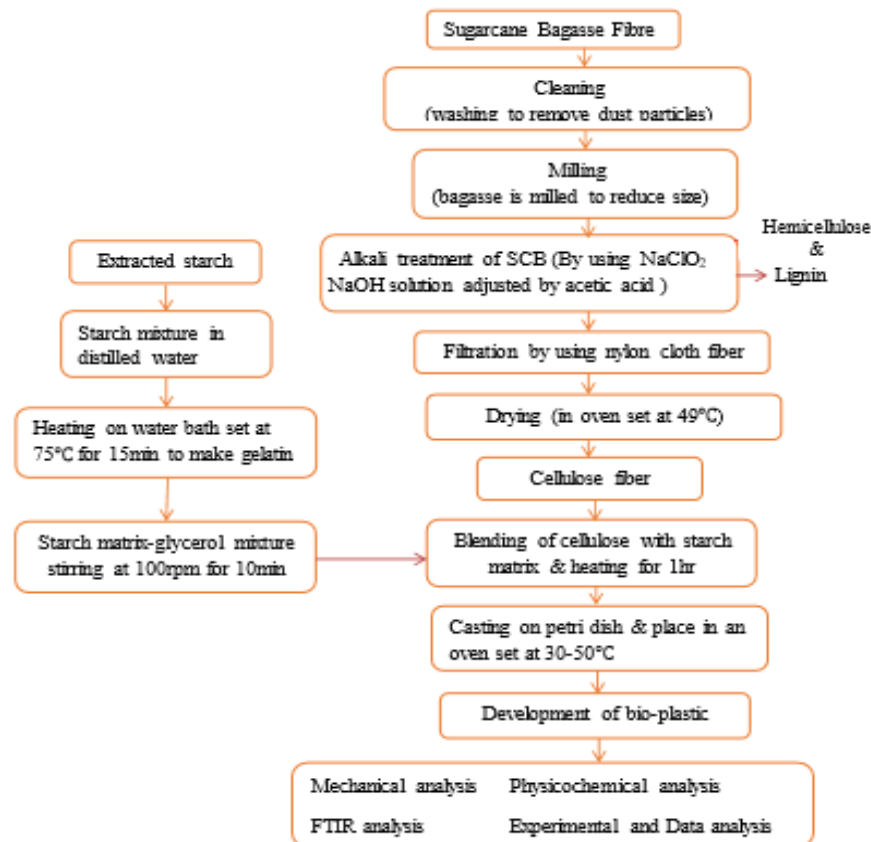 Sugarcane Bagasse Fibre
Cleaning
(washing to remove dust particles)
Milling
(bagasse is milled to reduce size)
Alkali treatment of SCB (By using NaClO₂
NaOH solution adjusted by acetic acid )
Hemicellulose
&
Lignin
Filtration by using nylon cloth fiber
Drying (in oven set at 49°C)
Cellulose fiber
Extracted starch
Starch mixture in
distilled water
Heating on water bath set at
75°C for 15min to make gelatin
Starch matrix-glycerol mixture
stirring at 100rpm for 10min
Blending of cellulose with starch
matrix & heating for 1hr
Casting on petri dish & place in an
oven set at 30-50°C
Development of bio-plastic
Mechanical analysis Physicochemical analysis
FTIR analysis Experimental and Data analysis